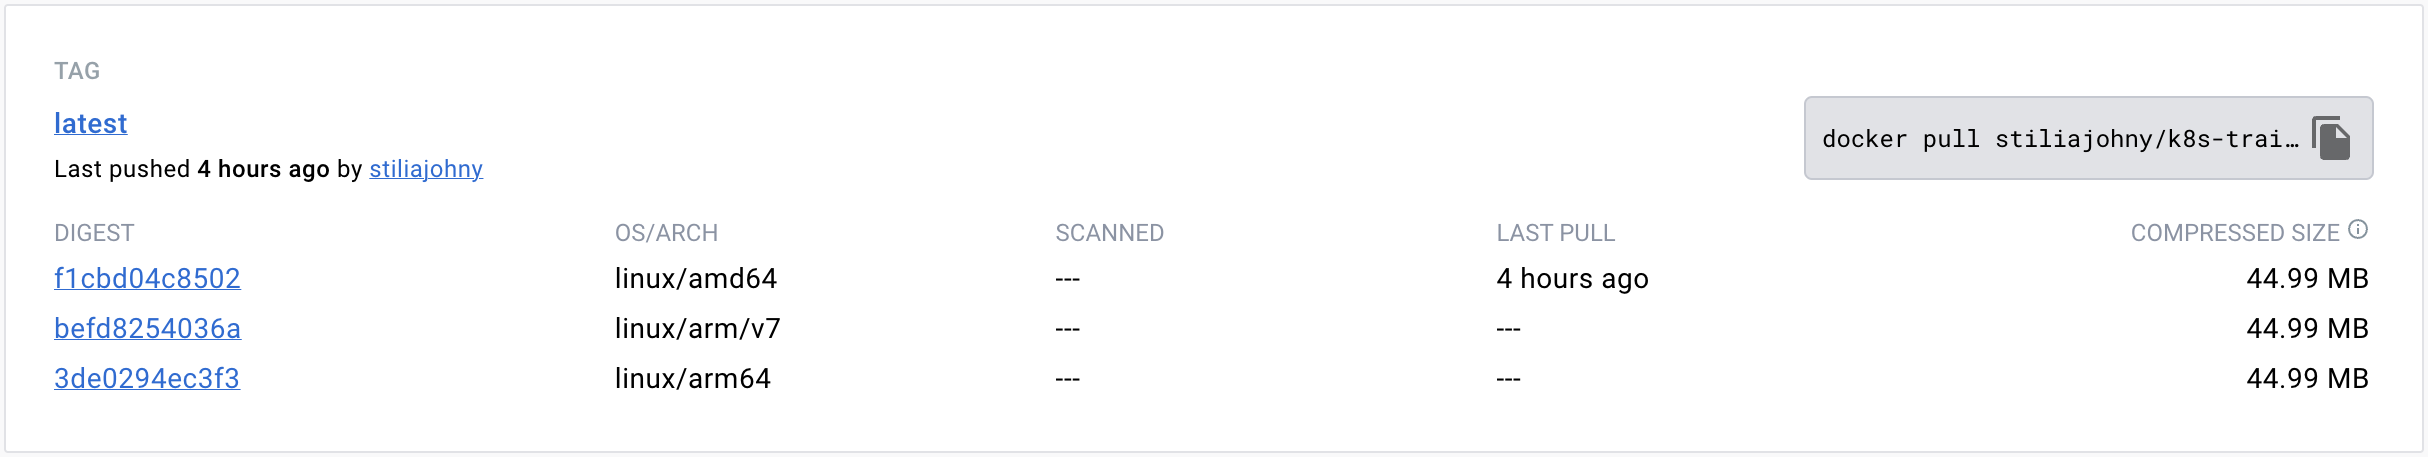 TAG
latest
docker pull stiliajohny/k8s-trai…
Last pushed 4 hours ago by stiliajohny
DIGEST OS/ARCH SCANNED LAST PULL COMPRESSED SIZE
f1cbd04c8502 linux/amd64 --- 4 hours ago 44.99 MB
befd8254036a linux/arm/v7 --- --- 44.99 MB
3de0294ec3f3 linux/arm64 --- --- 44.99 MB